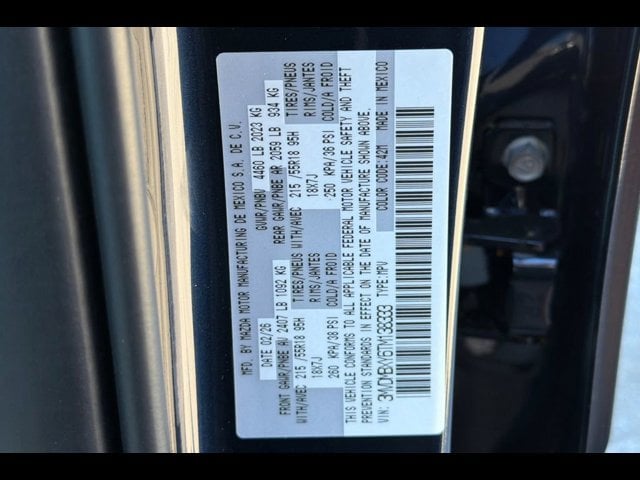 MFD. BY MAZDA MOTOR MANUFACTURING DE MEXICO S.A. DE C.V.
DATE 02/26 GVWR/PNBV 4460 LB 2023 KG
FRONT GAWR/PNBE AV 2407 LB 1092 KG REAR GAWR/PNBE AR 2059 LB 934 KG
WITH/AVEC 215 /55R18 95H TIRES/PNEUS WITH/AVEC 215 /55R18 95H TIRES/PNEUS
18X7J RIMS/JANTES 18X7J RIMS/JANTES
260 KPA/38 PSI COLD/A FROID 250 KPA/36 PSI COLD/A FROID
THIS VEHICLE CONFORMS TO ALL APPLICABLE FEDERAL MOTOR VEHICLE SAFETY AND THEFT
PREVENTION STANDARDS IN EFFECT ON THE DATE OF MANUFACTURE SHOWN ABOVE.
VIN: TYPE:MPV COLOR CODE:42M MADE IN MEXICO